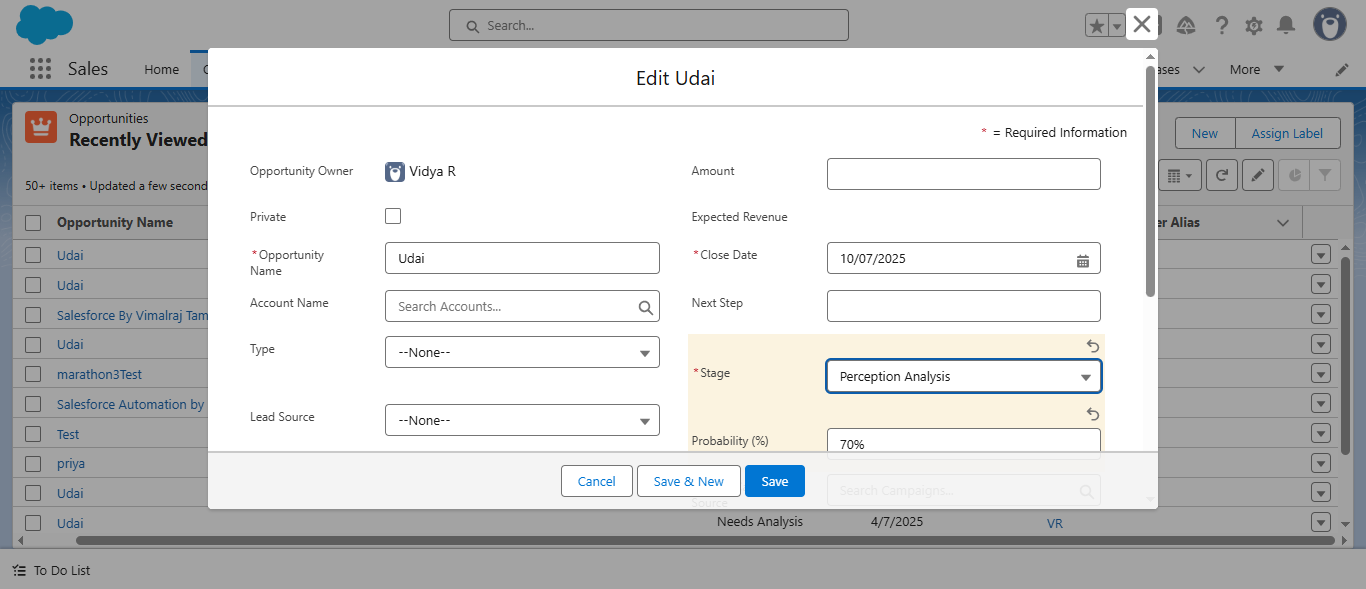 Search...
Sales
Home
ases
More
Edit Udai
* = Required Information
Opportunities
Recently Viewed
50+ items • Updated a few second
New
Assign Label
Opportunity Owner
Vidya R
Amount
Private
Expected Revenue
Opportunity Name
er Alias
*Opportunity
Name
Udai
*Close Date
10/07/2025
Account Name
Search Accounts...
Next Step
Type
--None--
*Stage
Perception Analysis
Lead Source
--None--
Probability (%)
70%
Udai
Udai
Salesforce By Vimalraj Tam
Udai
marathon3Test
Salesforce Automation by
Test
priya
Udai
Udai
Cancel
Save & New
Save
Search Campaigns...
Source
Needs Analysis
4/7/2025
VR
To Do List